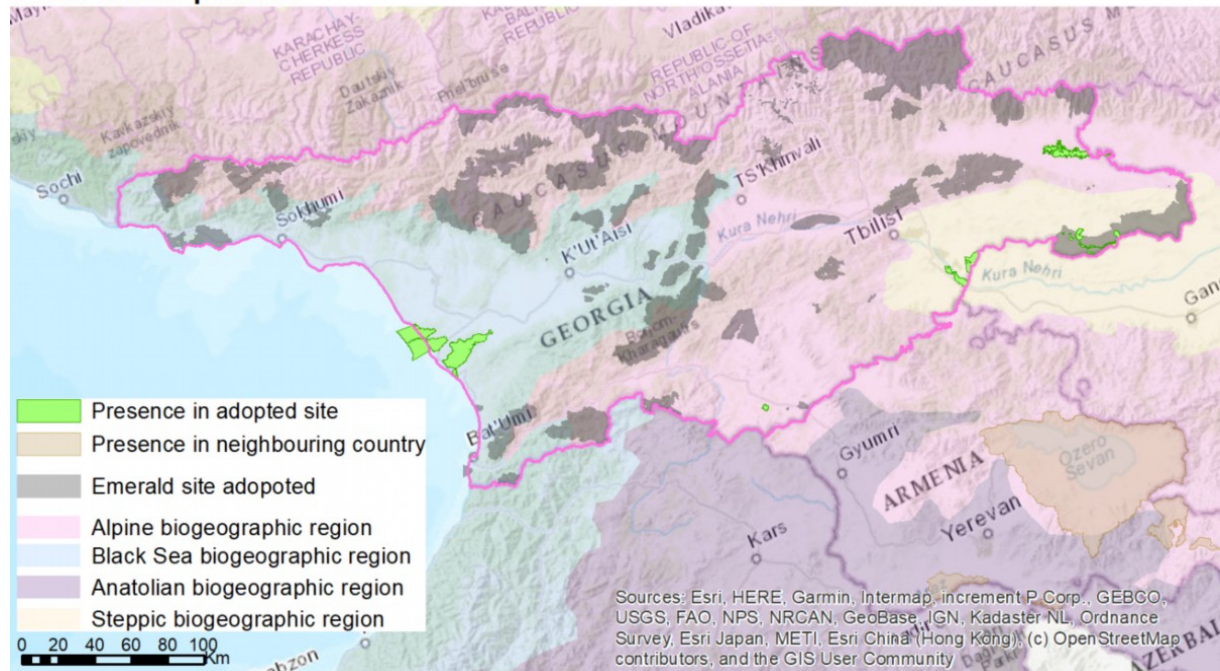 KARACHAY-
CHERKESS
REPUBLIC
Vladika
REPUBLIC OF
NORTH OSSETIA-
ALANIA
Dautskiy
Zakaznik
Kavkazskiy
zapovednik
CAUCASUS M
CAUCASUS MOUNTAINS
Sochi
Sokhumi
Ts'Khinvali
K'Ut'Aisi
Kura Nehri
Tbilisi
Kura Nehri
GEORGIA
Borjom-
Kharagauris
Bat'Umi
Gyumri
ARMENIA
Ozero
Sevan
Yerevan
Kars
Presence in adopted site
Presence in neighbouring country
Emerald site adopoted
Alpine biogeographic region
Black Sea biogeographic region
Anatolian biogeographic region
Steppic biogeographic region
0 20 40 60 80 100
Km
abzon
Sources: Esri, HERE, Garmin, Intermap, increment P Corp., GEBCO,
USGS, FAO, NPS, NRCAN, GeoBase, IGN, Kadaster NL, Ordnance
Survey, Esri Japan, METI, Esri China (Hong Kong), (c) OpenStreetMap
contributors, and the GIS User Community
ZERBAI